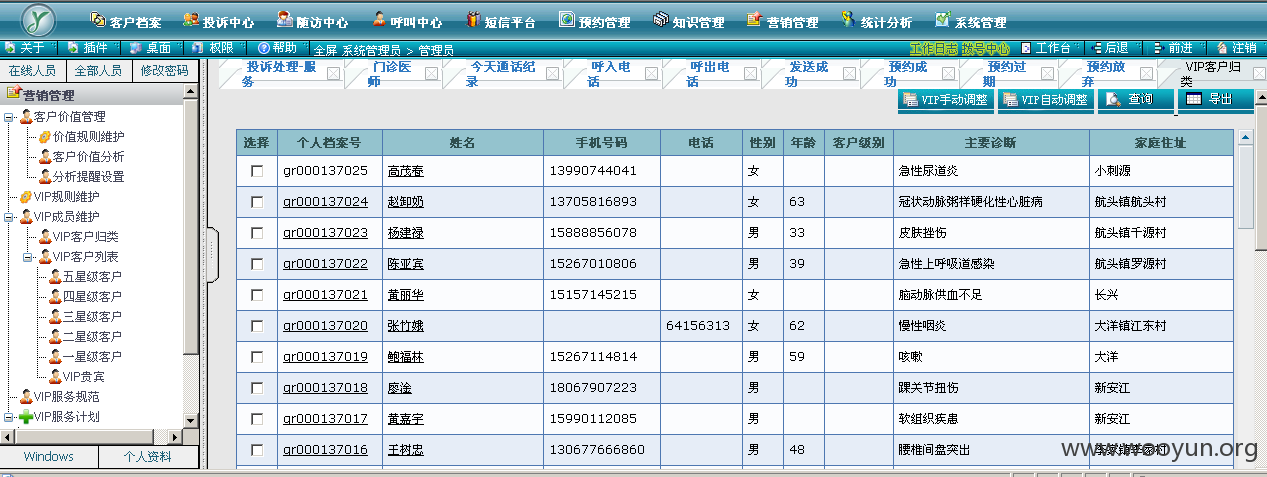 客户档案 投诉中心 随访中心 呼叫中心 短信平台 预约管理 知识管理 营销管理 统计分析 系统管理
关于 插件 桌面 权限 帮助 全屏 系统管理员 > 管理员 工作日志 拨号中心 工作台 后退 前进 注销
在线人员 全部人员 修改密码
投诉处理-服务 门诊医师 今天通话纪录 呼入电话 呼出电话 发送成功 预约成功 预约过期 预约放弃 VIP客户归类
VIP手动调整 VIP自动调整 查询 导出
营销管理
客户价值管理
价值规则维护
客户价值分析
分析提醒设置
VIP规则维护
VIP成员维护
VIP客户归类
VIP客户列表
五星级客户
四星级客户
三星级客户
二星级客户
一星级客户
VIP贵宾
VIP服务规范
VIP服务计划
Windows 个人资料
选择 个人档案号 姓名 手机号码 电话 性别 年龄 客户级别 主要诊断 家庭住址
gr000137025 高茂春 13990744041 女 急性尿道炎 小刺源
gr000137024 赵卸奶 13705816893 女 63 冠状动脉粥样硬化性心脏病 航头镇航头村
gr000137023 杨建禄 15888856078 男 33 皮肤挫伤 航头镇千源村
gr000137022 陈亚宾 15267010806 男 39 急性上呼吸道感染 航头镇罗源村
gr000137021 黄丽华 15157145215 女 脑动脉供血不足 长兴
gr000137020 张竹娥 64156313 女 62 慢性咽炎 大洋镇江东村
gr000137019 鲍福林 15267114814 男 59 咳嗽 大洋
gr000137018 廖淦 18067907223 男 踝关节扭伤 新安江
gr000137017 黄嘉宇 15990112085 男 软组织疾患 新安江
gr000137016 王树忠 130677666860 男 48 腰椎间盘突出
www.wooyun.org